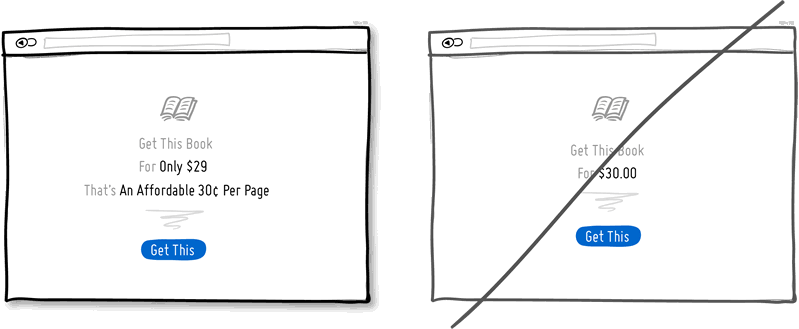 Get This Book
For Only $29
That's An Affordable 30¢ Per Page
Get This
Get This Book
For $30.00
Get This